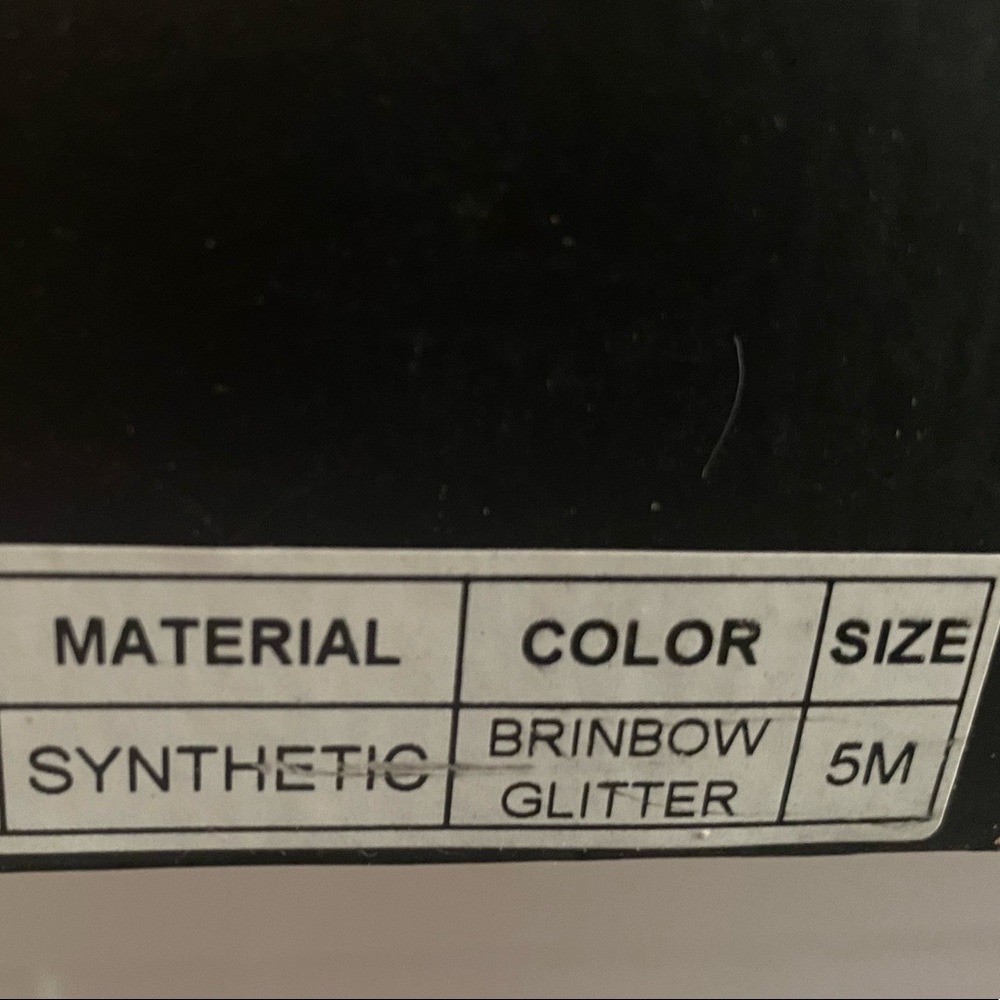 MATERIAL COLOR SIZE
SYNTHETIC BRINBOW GLITTER 5M